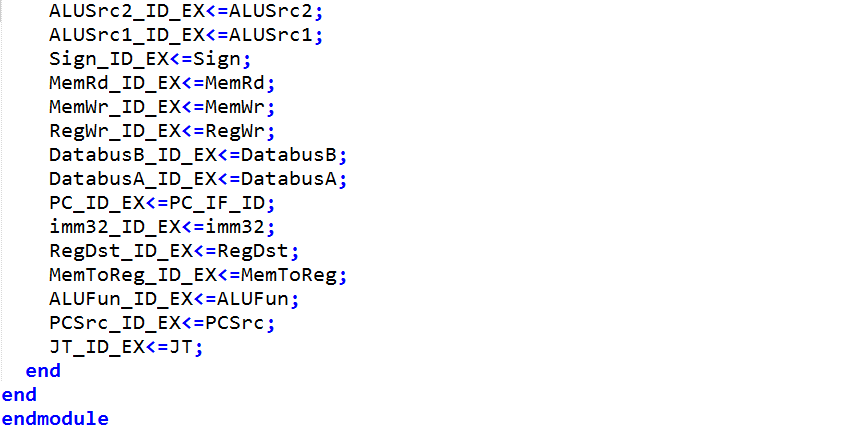 ALUSrc2_ID_EX<=ALUSrc2;
ALUSrc1_ID_EX<=ALUSrc1;
Sign_ID_EX<=Sign;
MemRd_ID_EX<=MemRd;
MemWr_ID_EX<=MemWr;
RegWr_ID_EX<=RegWr;
DatabusB_ID_EX<=DatabusB;
DatabusA_ID_EX<=DatabusA;
PC_ID_EX<=PC_IF_ID;
imm32_ID_EX<=imm32;
RegDst_ID_EX<=RegDst;
MemToReg_ID_EX<=MemToReg;
ALUFun_ID_EX<=ALUFun;
PCSrc_ID_EX<=PCSrc;
JT_ID_EX<=JT;
end
end
endmodule